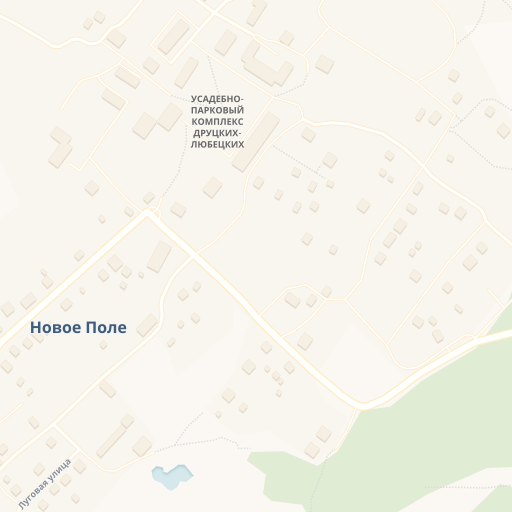 УСАДЕБНО-
ПАРКОВЫЙ
КОМПЛЕКС
ДРУЦКИХ-
ЛЮБЕЦКИХ
Новое Поле
Луговая улица